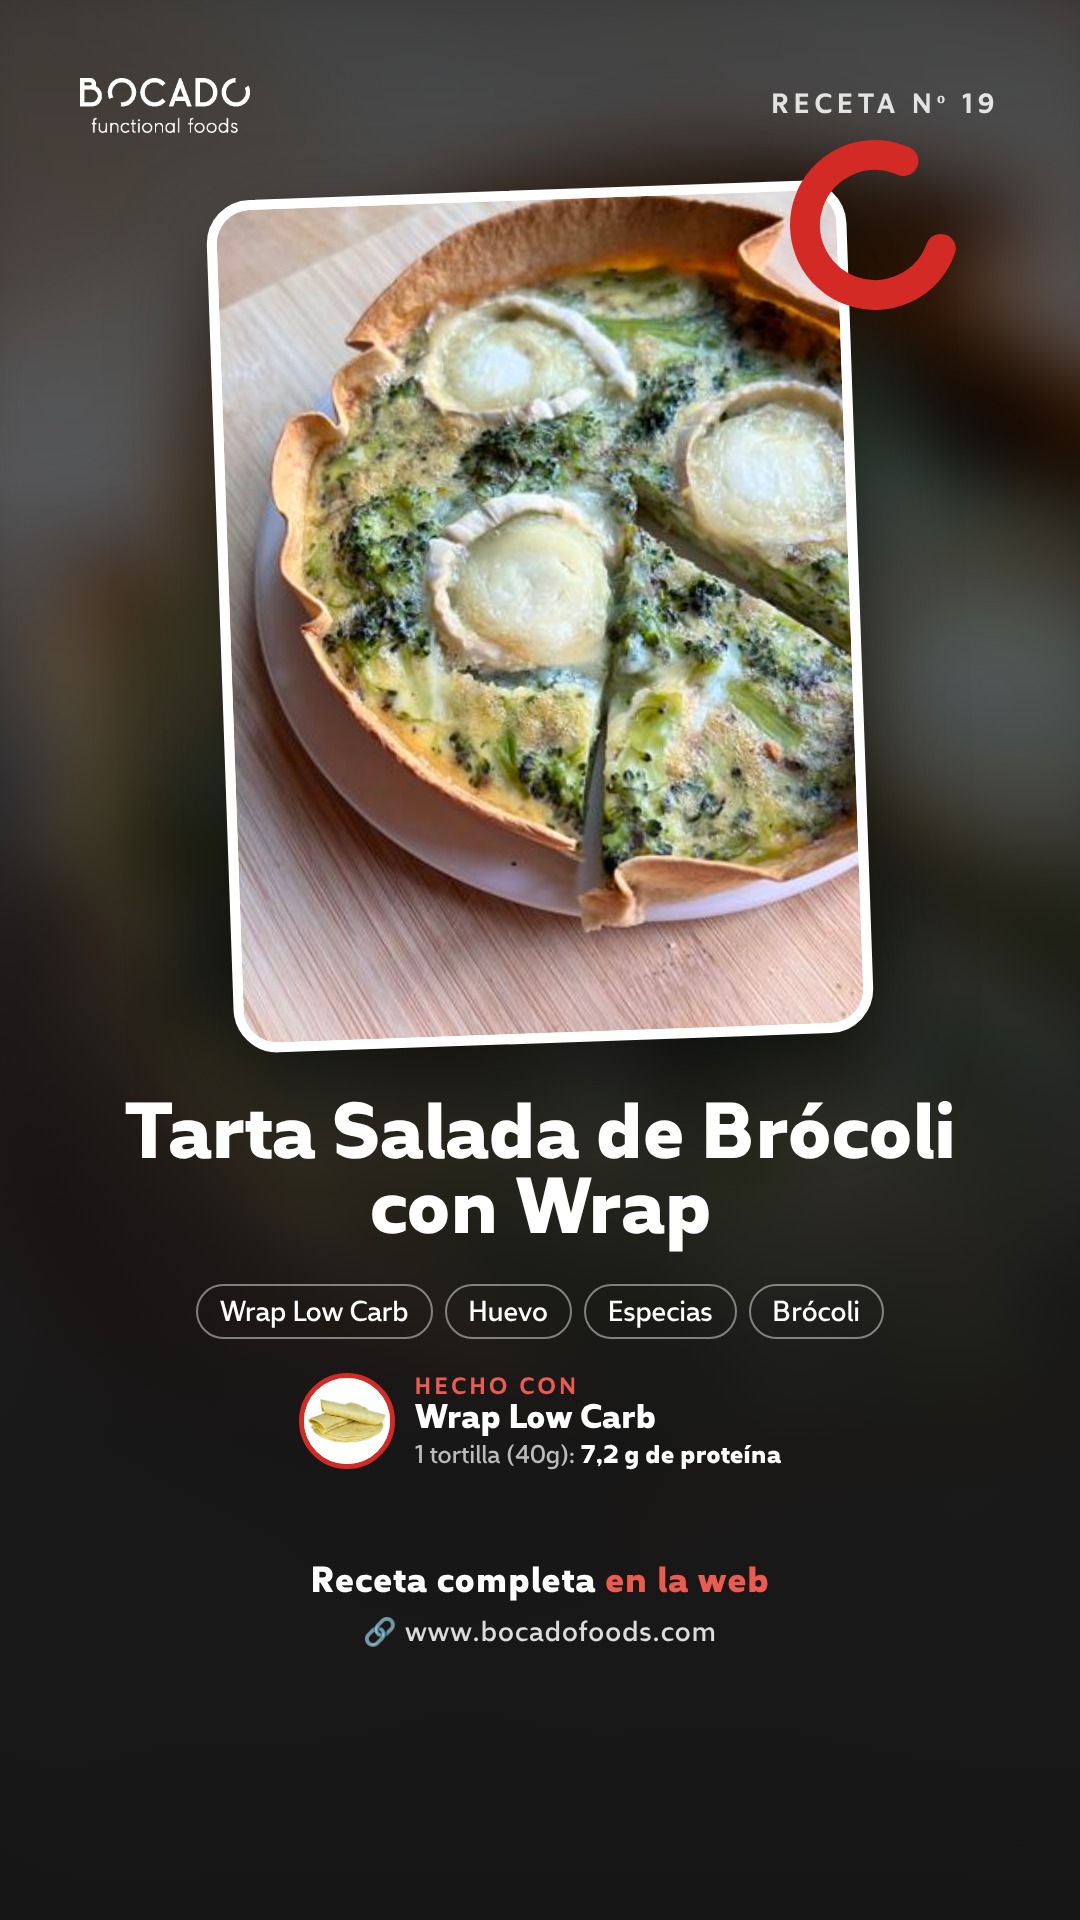 BOCADO
functional foods
RECETA Nº 19
Tarta Salada de Brócoli
con Wrap
Wrap Low Carb
Huevo
Especias
Brócoli
HECHO CON
Wrap Low Carb
1 tortilla (40g): 7,2 g de proteína
Receta completa en la web
🔗 www.bocadofoods.com